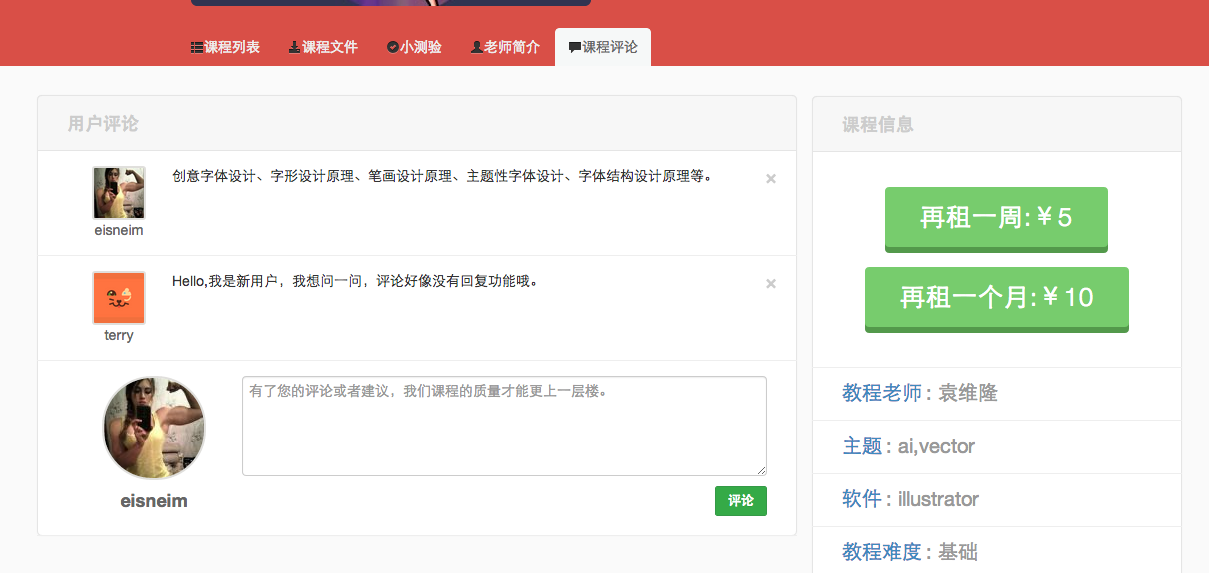 课程列表 课程文件 小测验 老师简介 课程评论
用户评论
创意字体设计、字形设计原理、笔画设计原理、主题性字体设计、字体结构设计原理等。
×
eisneim
Hello,我是新用户，我想问一问，评论好像没有回复功能哦。
×
terry
有了您的评论或者建议，我们课程的质量才能更上一层楼。
eisneim
评论
课程信息
再租一周:￥5
再租一个月:￥10
教程老师 : 袁维隆
主题 : ai,vector
软件 : illustrator
教程难度 : 基础